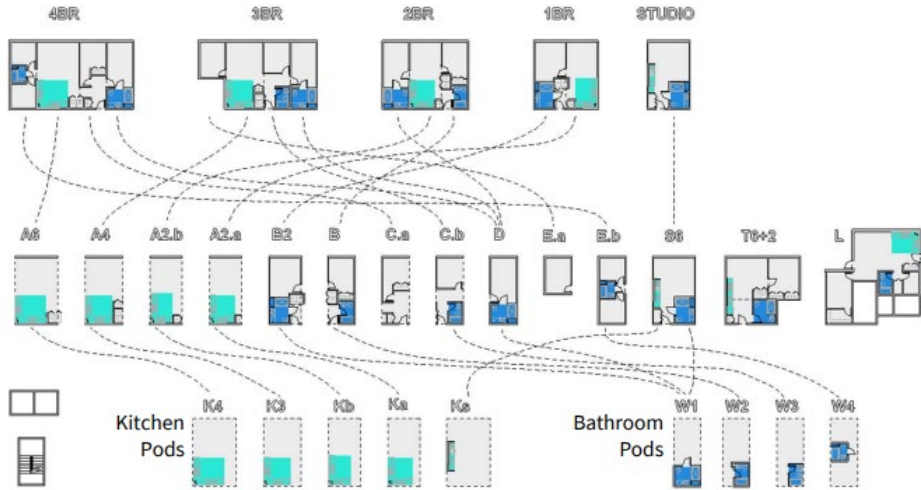 4BR 3BR 2BR 1BR STUDIO
A6 A4 A2.b A2.a B2 B C.a C.b D E.a E.b S6 T6+2 L
Kitchen
Pods
K4 K3 Kb Ka Ks
Bathroom
Pods
W1 W2 W3 W4